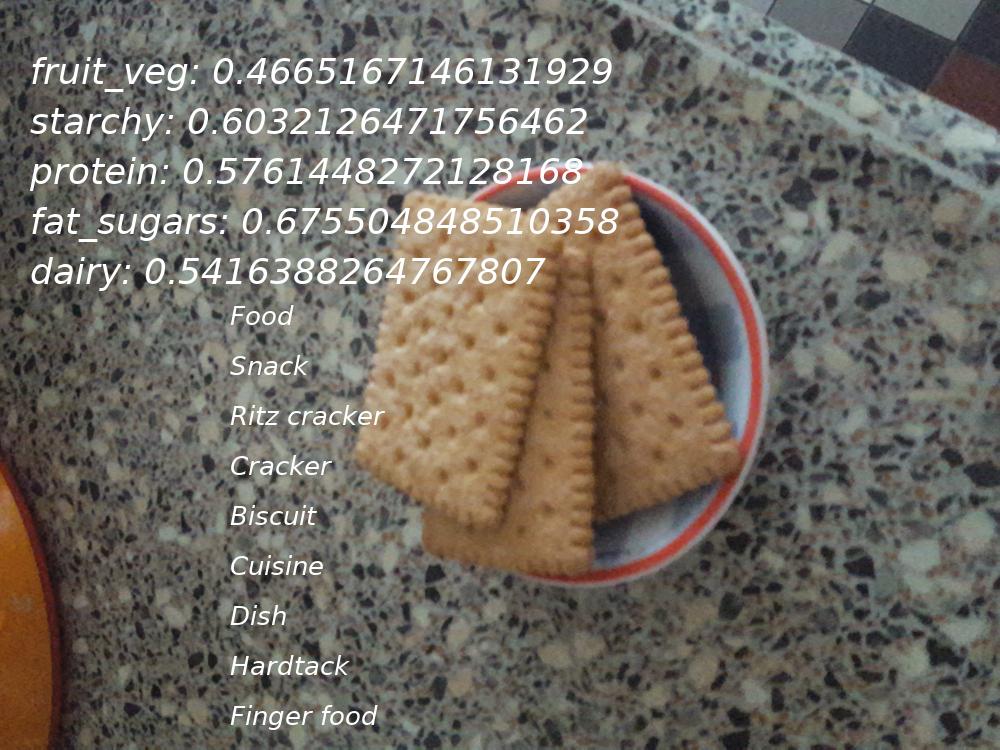 fruit_veg: 0.4665167146131929
starchy: 0.6032126471756462
protein: 0.5761448272128168
fat_sugars: 0.675504848510358
dairy: 0.5416388264767807
Food
Snack
Ritz cracker
Cracker
Biscuit
Cuisine
Dish
Hardtack
Finger food